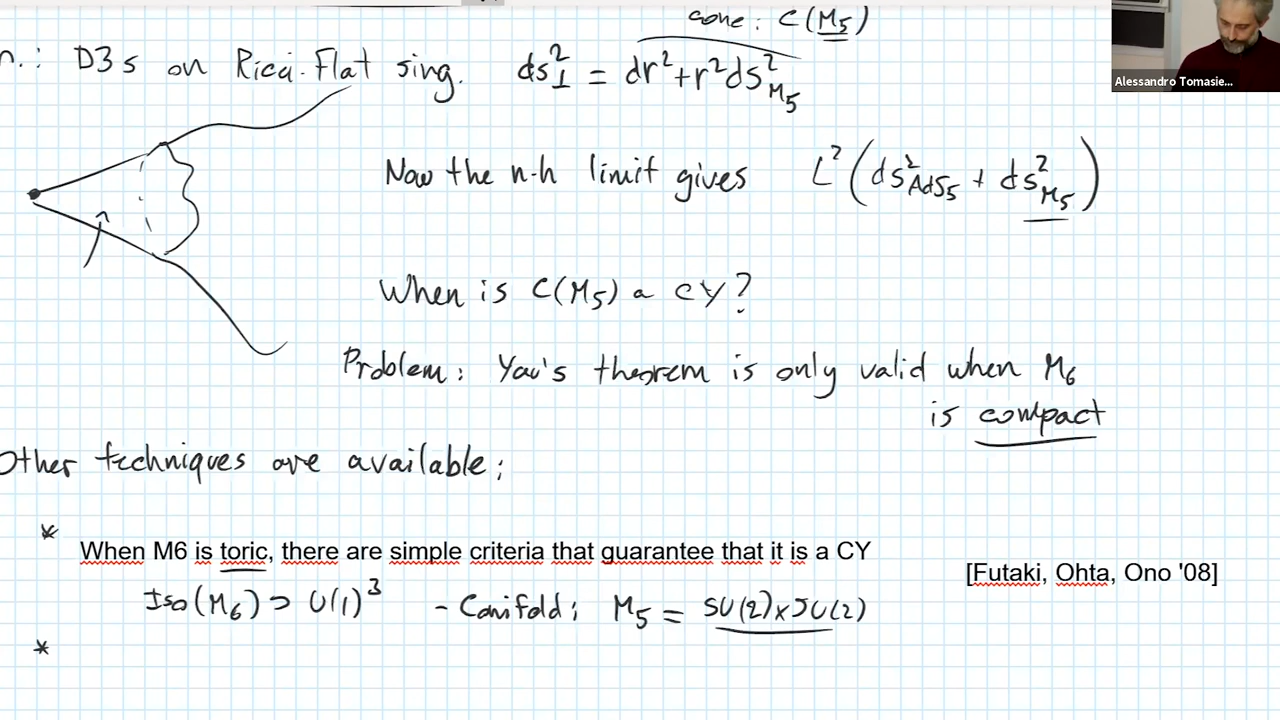 cone: C(M5)
n.: D3s on Ricci-Flat sing. ds²⊥ = dr²+r²ds²M5
Alessandro Tomasie...
Now the n-h limit gives L²(ds²AdS5 + ds²M5)
When is C(M5) a CY?
Problem: Yau's theorem is only valid when M6
is compact
Other techniques are available:
*
When M6 is toric, there are simple criteria that guarantee that it is a CY
[Futaki, Ohta, Ono '08]
Iso(M6) ⊃ U(1)³ - Conifold: M5 = SU(2)×SU(2)
*